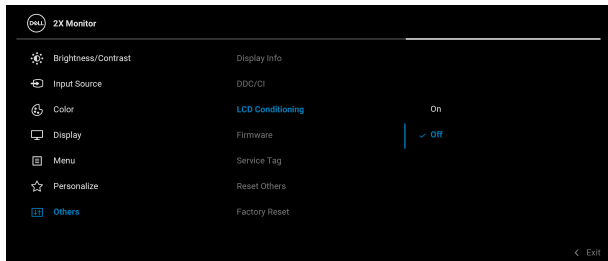 DELL 2X Monitor
Brightness/Contrast Display Info
Input Source DDC/CI
Color LCD Conditioning On
Display Firmware Off
Menu Service Tag
Personalize Reset Others
Others Factory Reset
Exit